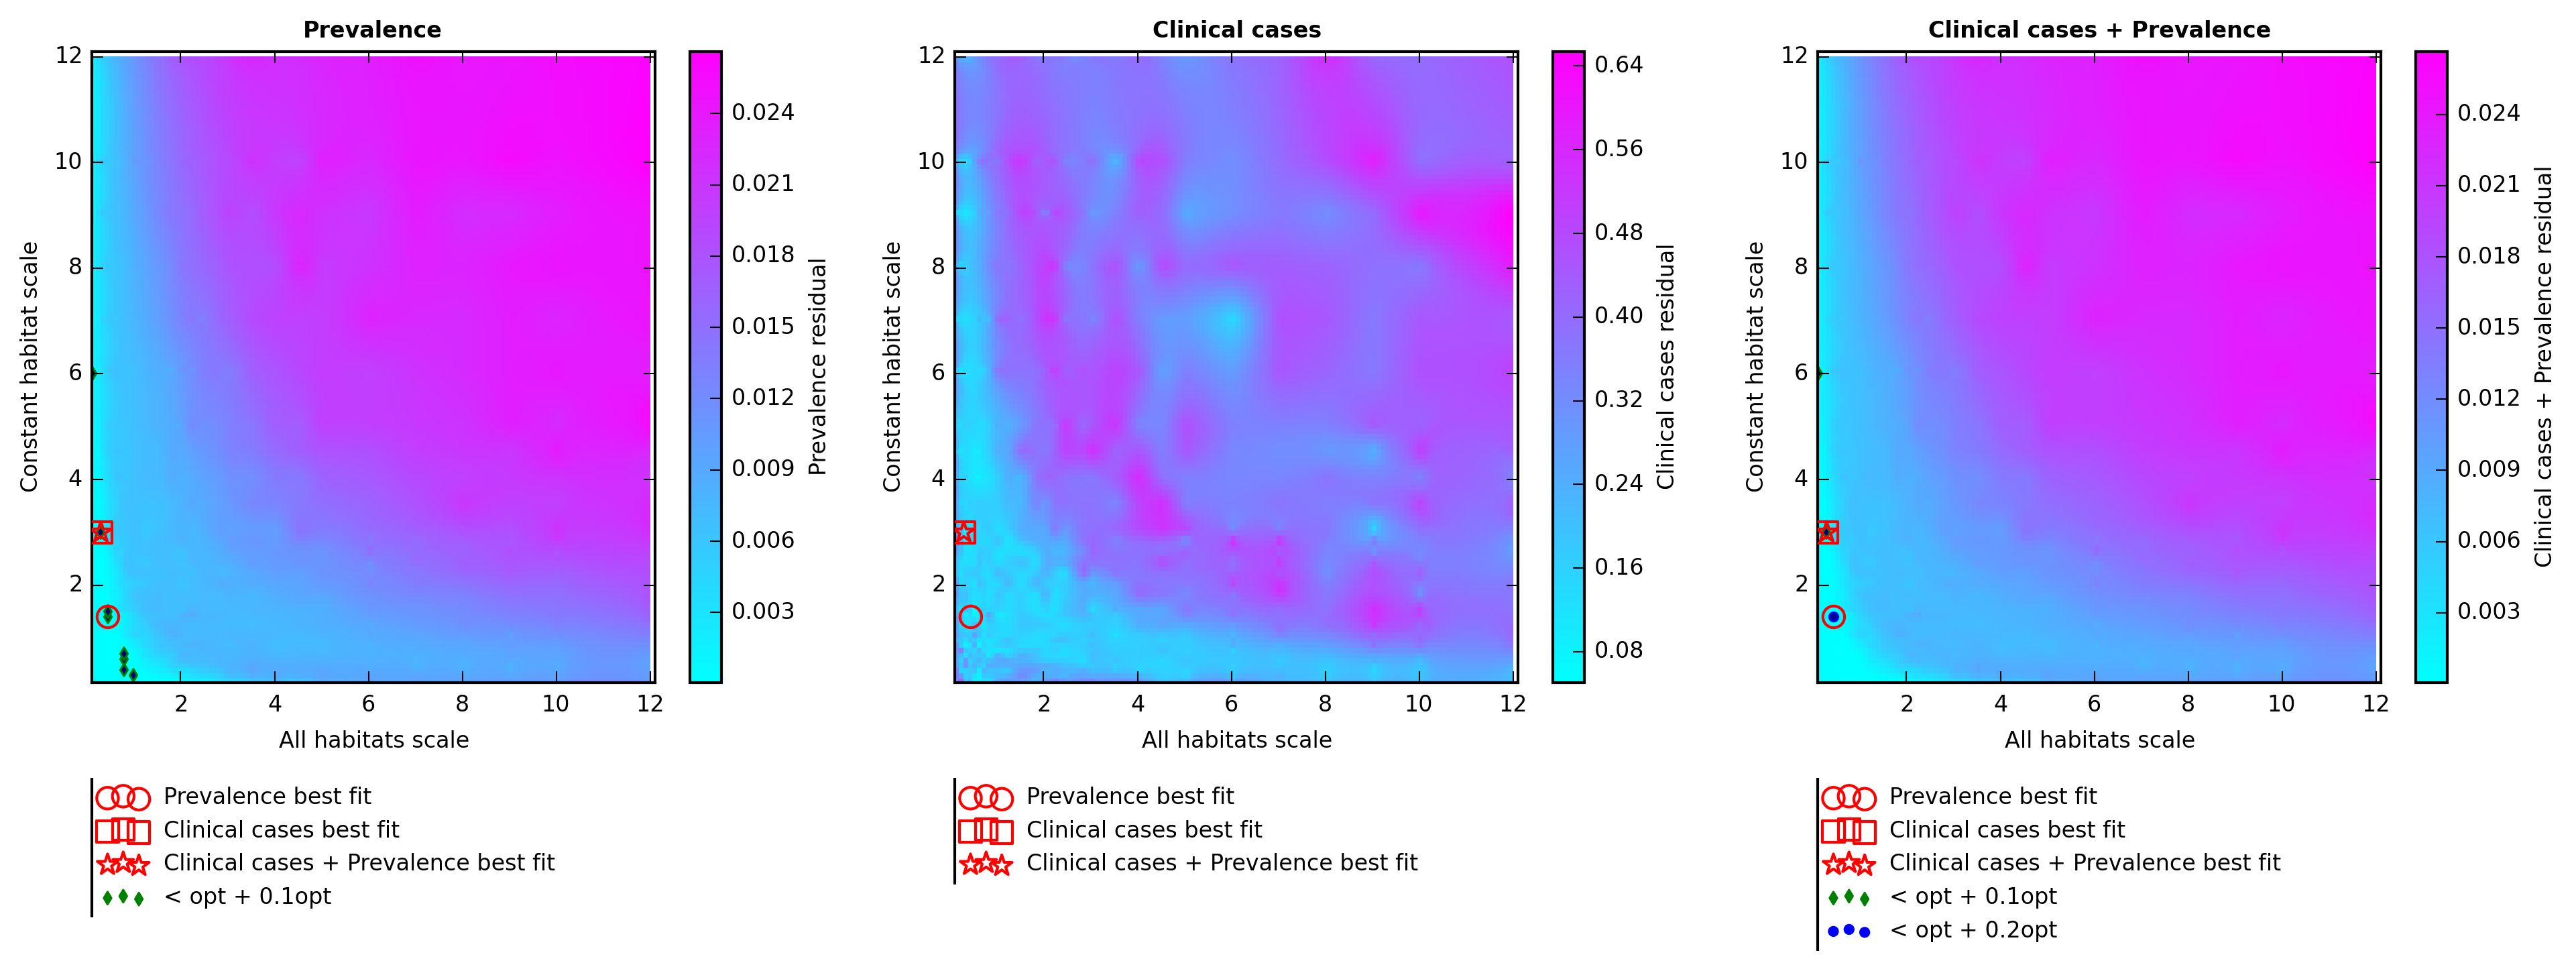 Prevalence
12
10
8
6
4
2
Constant habitat scale
2 4 6 8 10 12
All habitats scale
0.024
0.021
0.018
0.015
0.012
0.009
0.006
0.003
Prevalence residual
Prevalence best fit
Clinical cases best fit
Clinical cases + Prevalence best fit
< opt + 0.1opt
Clinical cases
12
10
8
6
4
2
Constant habitat scale
2 4 6 8 10 12
All habitats scale
0.64
0.56
0.48
0.40
0.32
0.24
0.16
0.08
Clinical cases residual
Prevalence best fit
Clinical cases best fit
Clinical cases + Prevalence best fit
Clinical cases + Prevalence
12
10
8
6
4
2
Constant habitat scale
2 4 6 8 10 12
All habitats scale
0.024
0.021
0.018
0.015
0.012
0.009
0.006
0.003
Clinical cases + Prevalence residual
Prevalence best fit
Clinical cases best fit
Clinical cases + Prevalence best fit
< opt + 0.1opt
< opt + 0.2opt